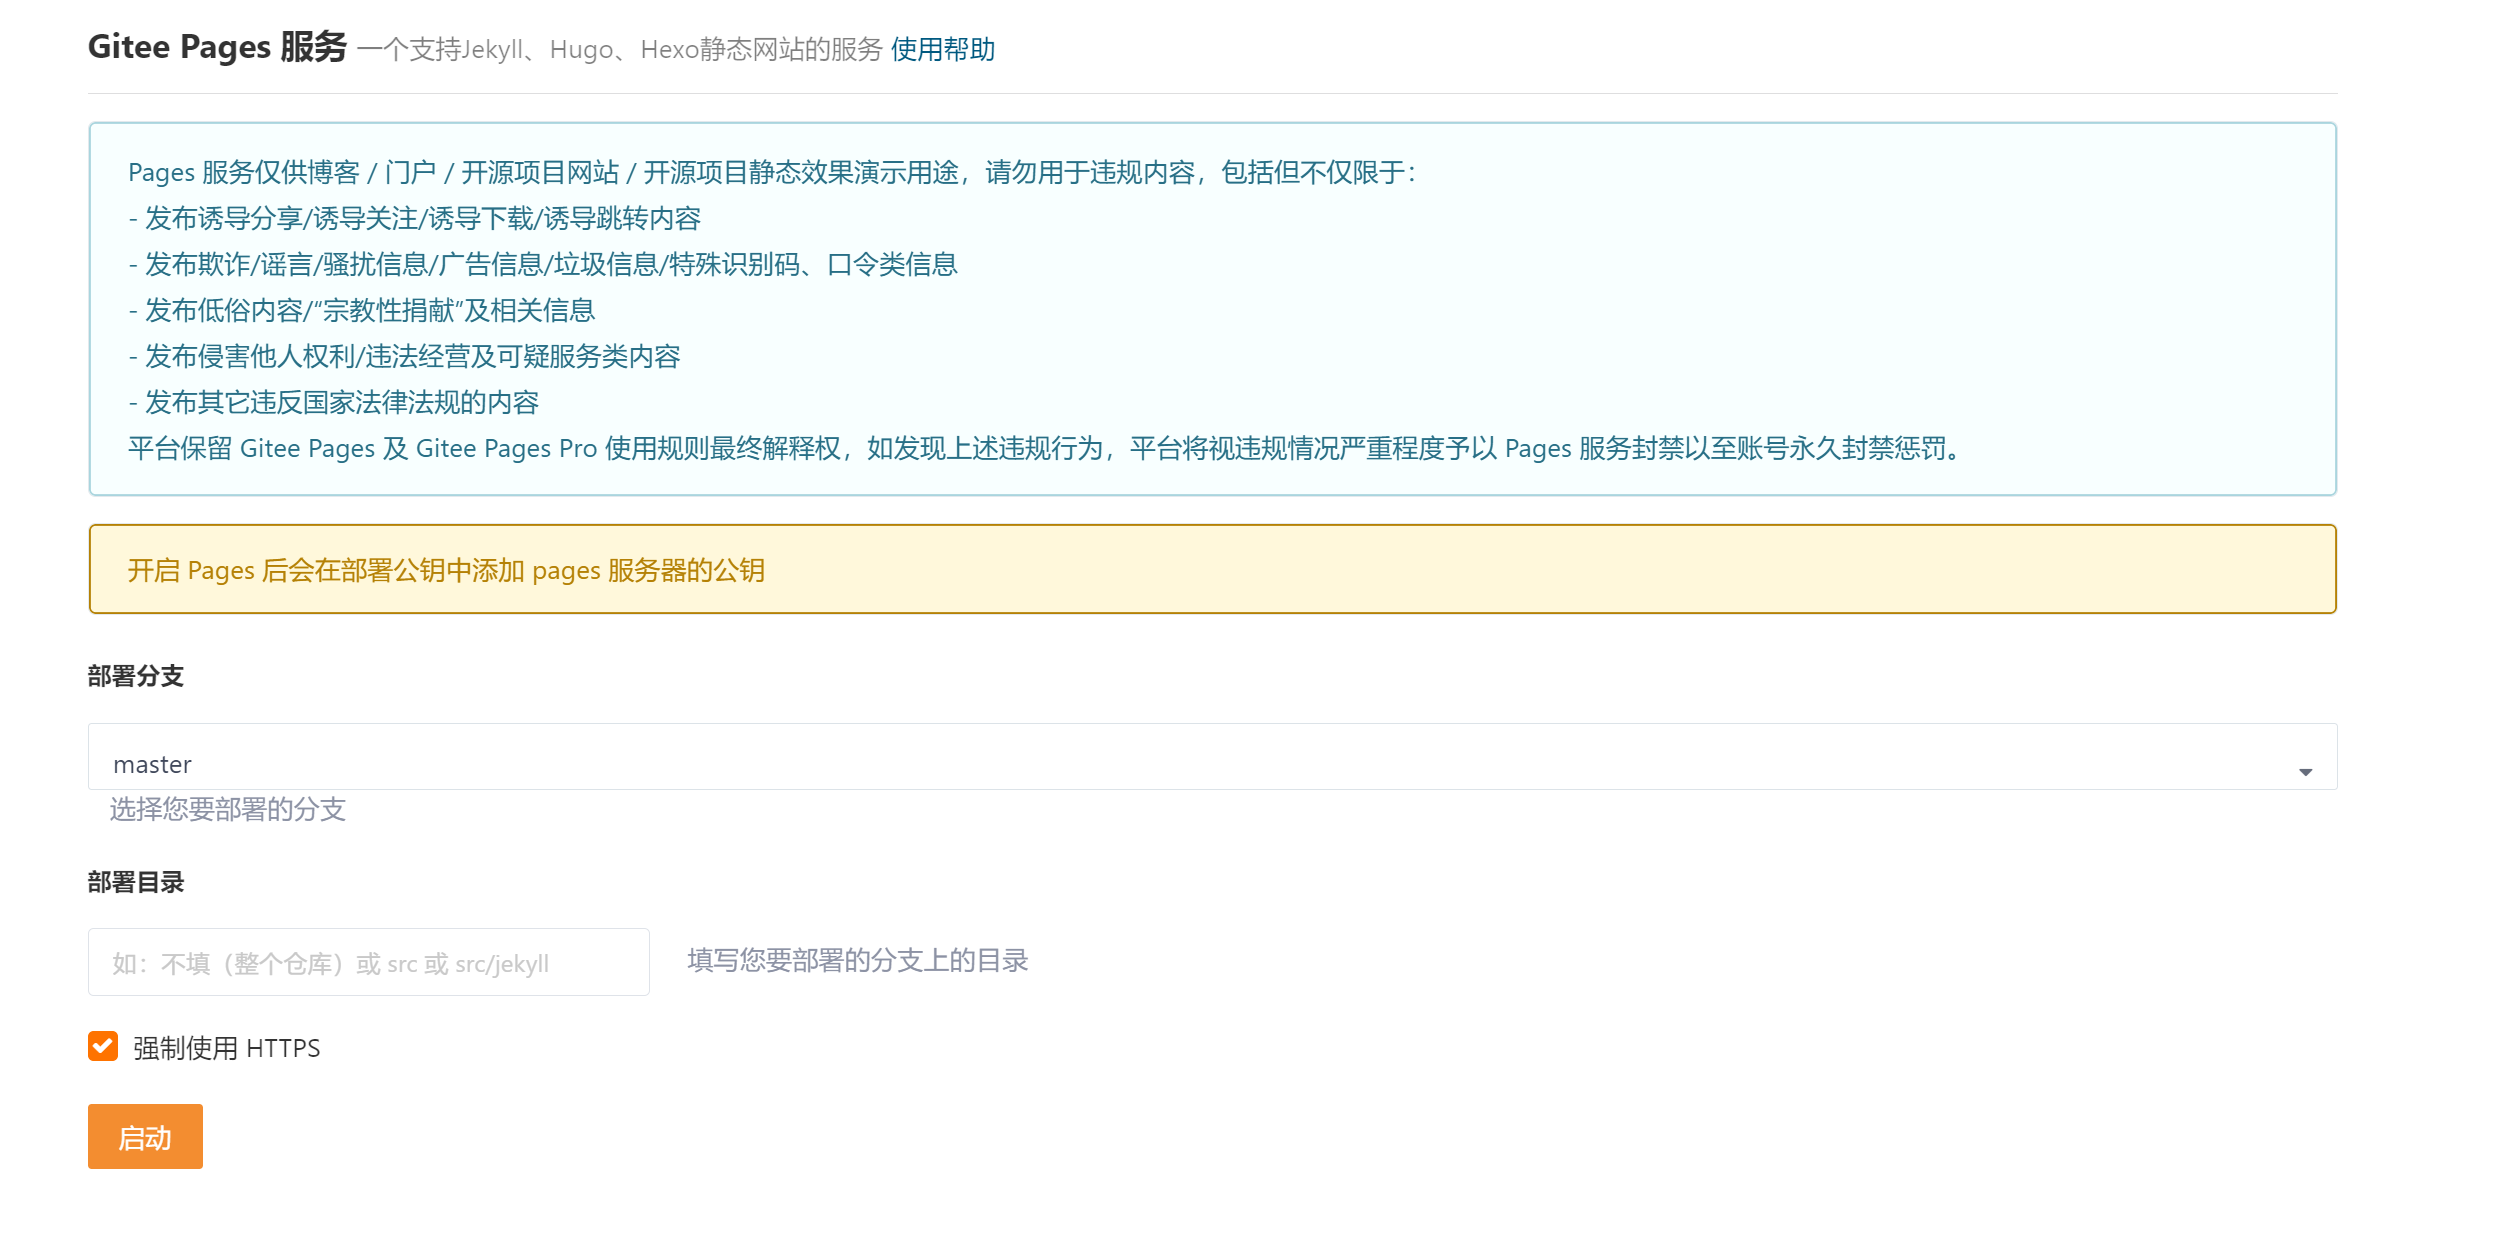 Gitee Pages 服务 一个支持Jekyll、Hugo、Hexo静态网站的服务 使用帮助
Pages 服务仅供博客 / 门户 / 开源项目网站 / 开源项目静态效果演示用途，请勿用于违规内容，包括但不仅限于：
- 发布诱导分享/诱导关注/诱导下载/诱导跳转内容
- 发布欺诈/谣言/骚扰信息/广告信息/垃圾信息/特殊识别码、口令类信息
- 发布低俗内容/“宗教性捐献”及相关信息
- 发布侵害他人权利/违法经营及可疑服务类内容
- 发布其它违反国家法律法规的内容
平台保留 Gitee Pages 及 Gitee Pages Pro 使用规则最终解释权，如发现上述违规行为，平台将视违规情况严重程度予以 Pages 服务封禁以至账号永久封禁惩罚。
开启 Pages 后会在部署公钥中添加 pages 服务器的公钥
部署分支
master
选择您要部署的分支
部署目录
如：不填（整个仓库）或 src 或 src/jekyll 填写您要部署的分支上的目录
强制使用 HTTPS
启动